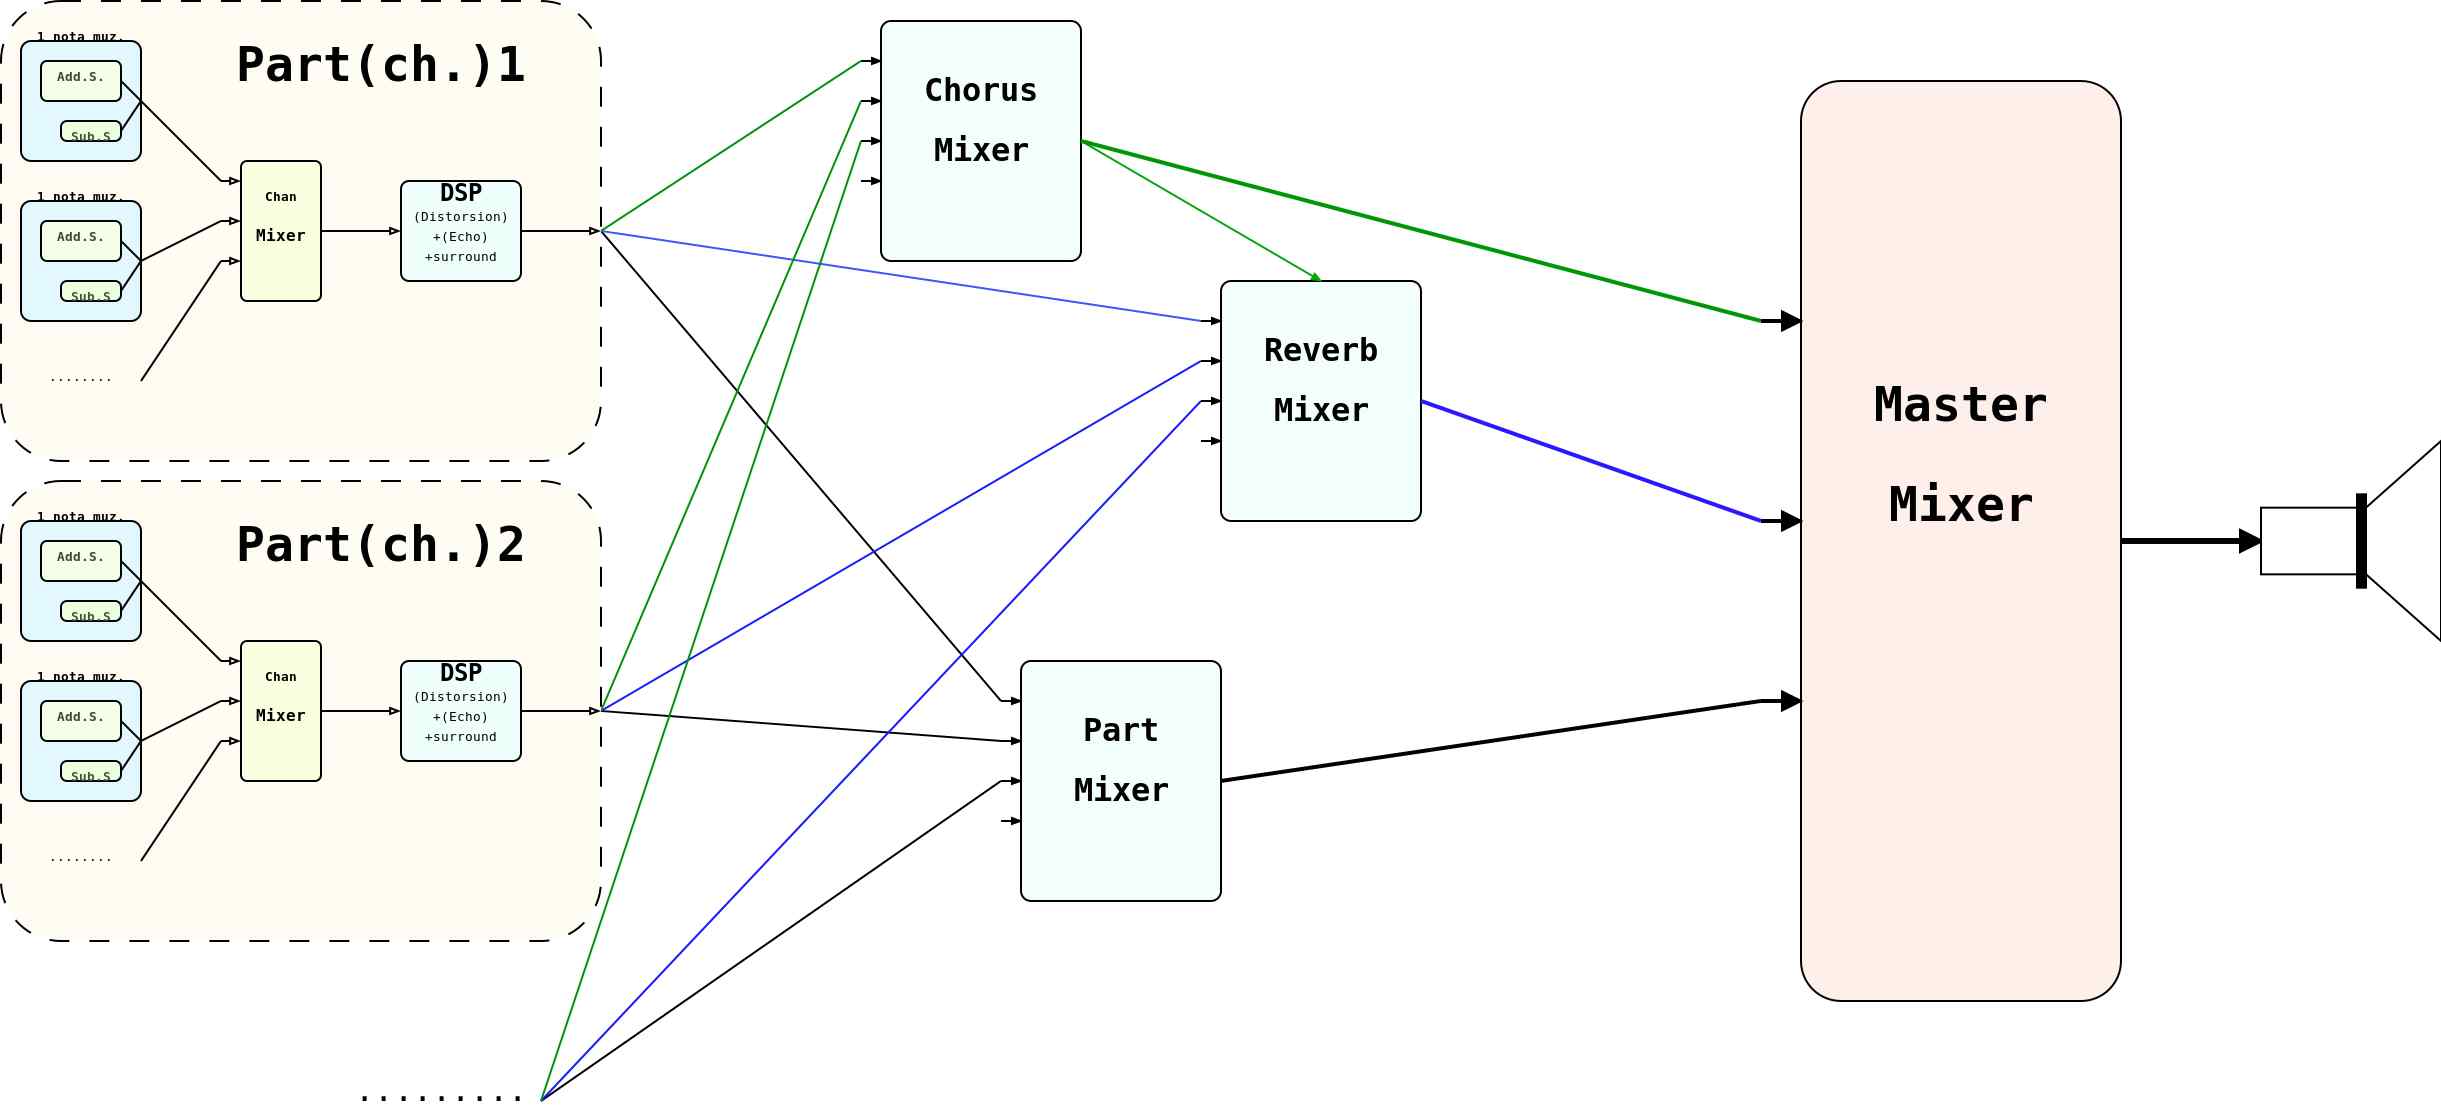 1 nota muz.
Part(ch.)1
Add.S.
Sub.S
1 nota muz.
Add.S.
Sub.S
........
Chan
Mixer
DSP
(Distorsion)
+(Echo)
+surround
1 nota muz.
Part(ch.)2
Add.S.
Sub.S
1 nota muz.
Add.S.
Sub.S
........
Chan
Mixer
DSP
(Distorsion)
+(Echo)
+surround
.........
Chorus
Mixer
Reverb
Mixer
Part
Mixer
Master
Mixer